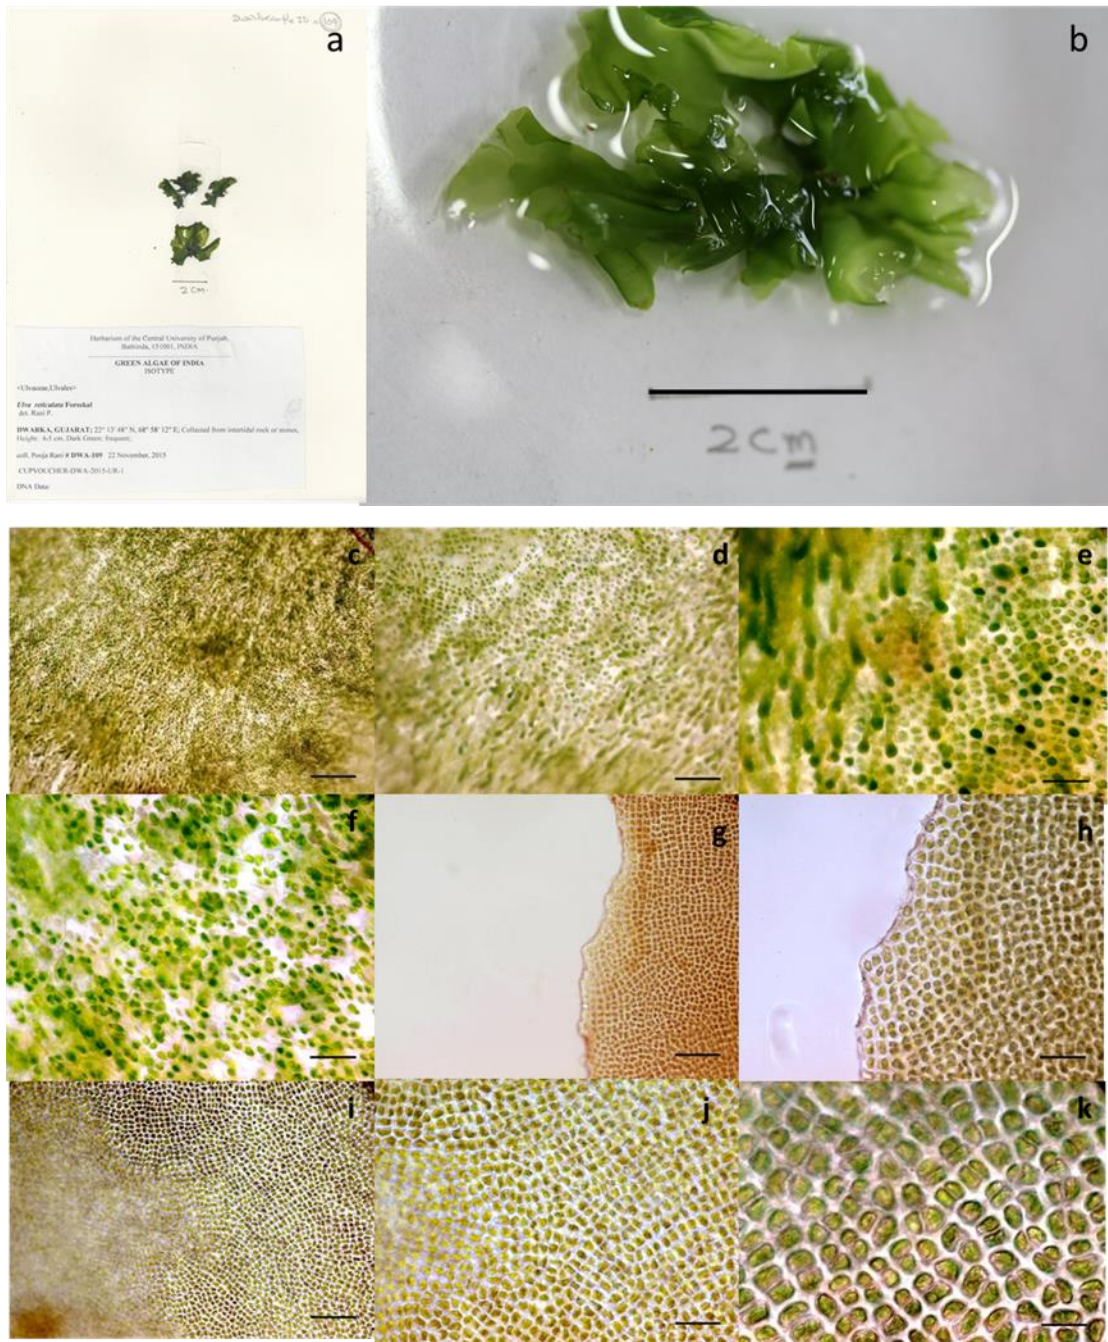 a
b
2 cm.
Herbarium of the Central University of Punjab,
Bathinda, 151001, INDIA
GREEN ALGAE OF INDIA
ISOTYPE
<Ulvaceae,Ulvales>
Ulva reticulata Forsskal
det. Rani P.
DWARKA, GUJARAT; 22° 13' 48" N, 68° 58' 12" E; Collected from intertidal rock or stones,
Height: 4-5 cm, Dark Green; frequent;
coll. Pooja Rani # DWA-109 22 November, 2015
CUPVOUCHER-DWA-2015-UR-1
DNA Data:
2 cm
c
d
e
f
g
h
i
j
k